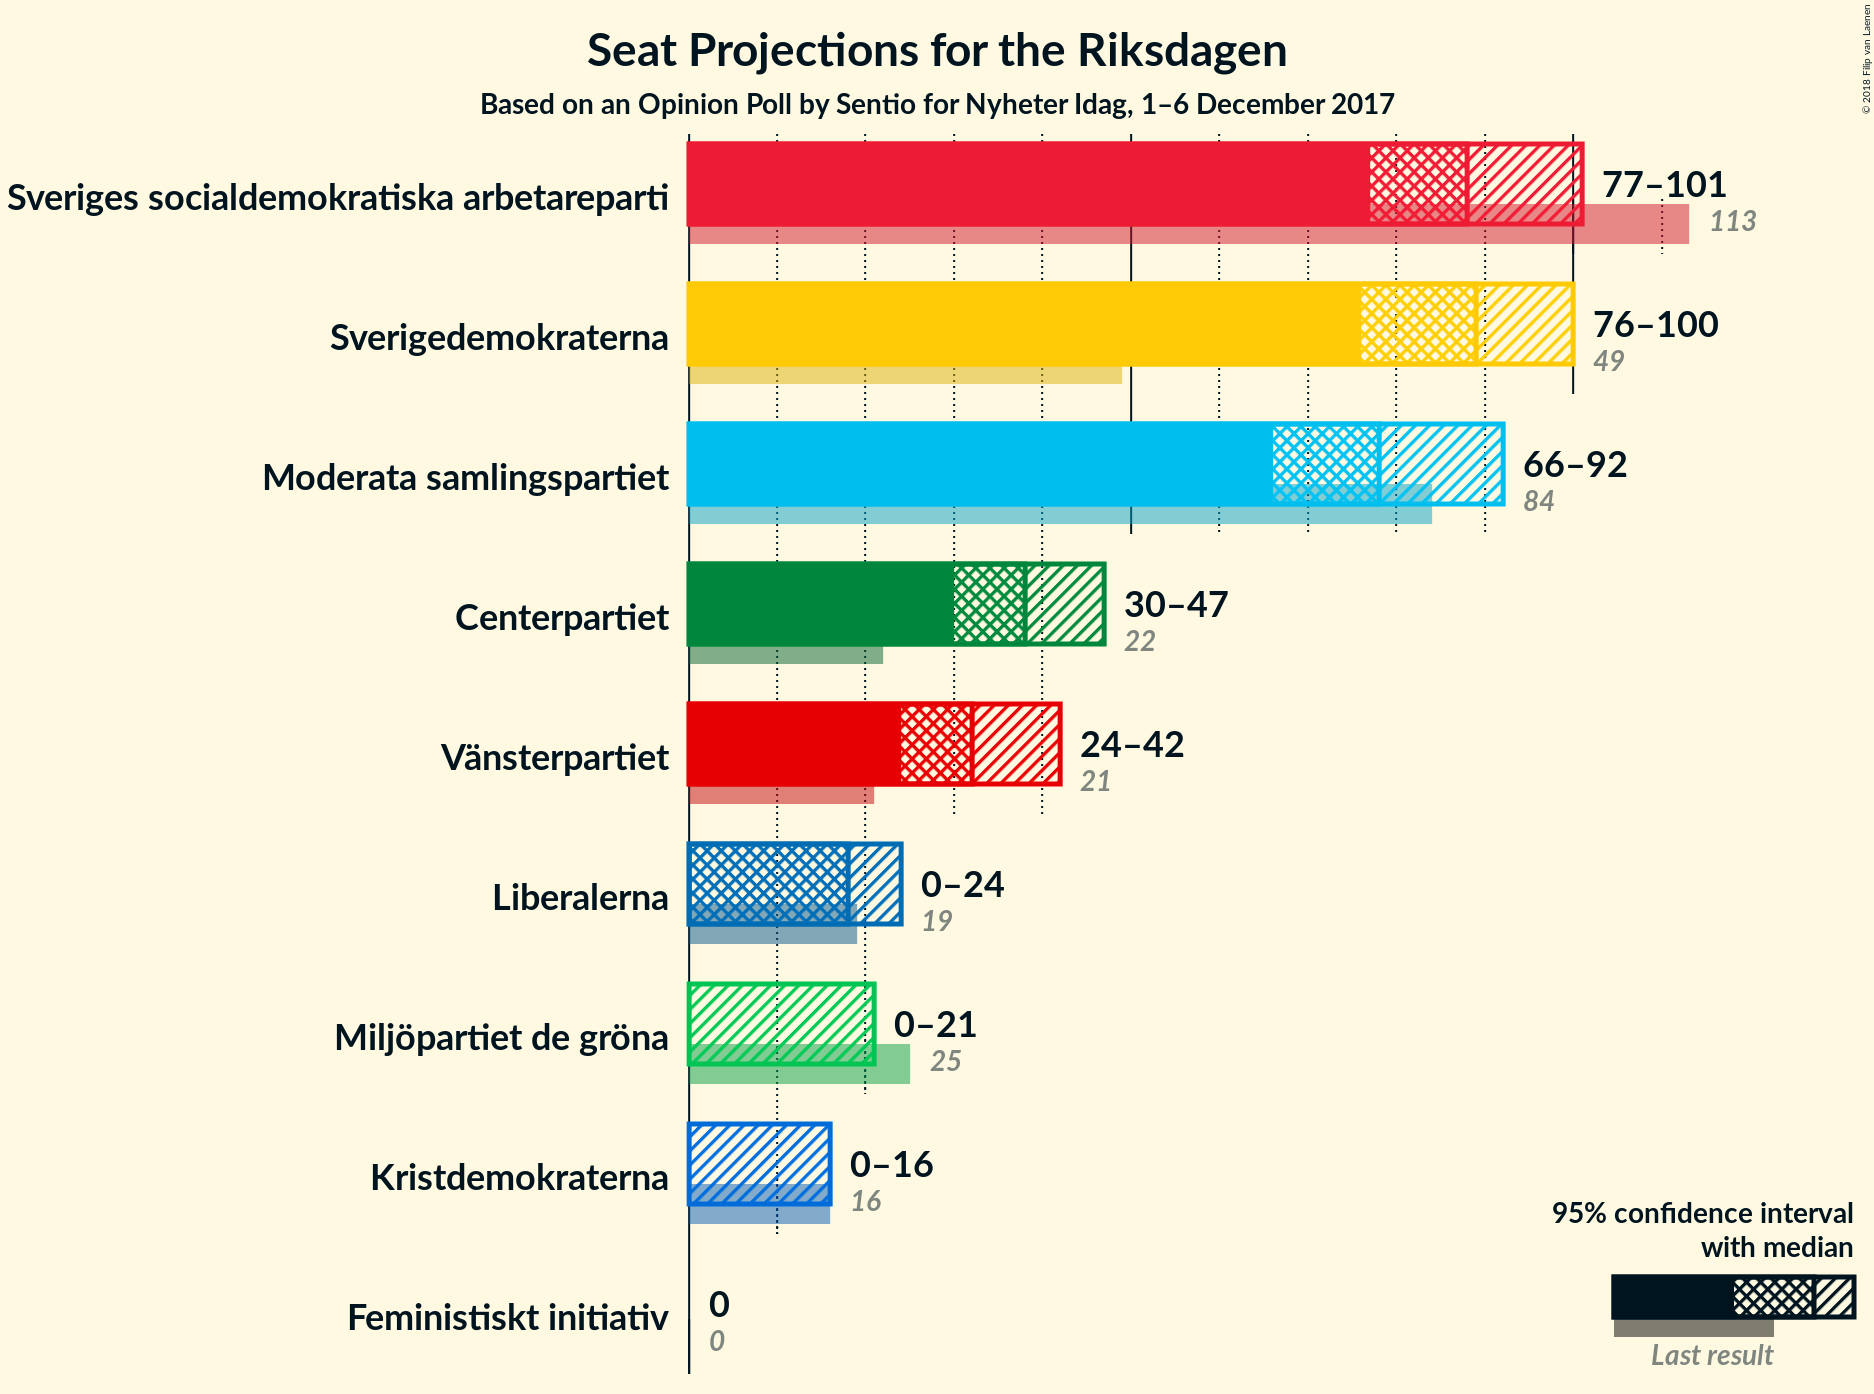 Seat Projections for the Riksdagen
Based on an Opinion Poll by Sentio for Nyheter Idag, 1–6 December 2017
© 2018 Filip van Laenen
Sveriges socialdemokratiska arbetareparti
77–101
113
Sverigedemokraterna
76–100
49
Moderata samlingspartiet
66–92
84
Centerpartiet
30–47
22
Vänsterpartiet
24–42
21
Liberalerna
0–24
19
Miljöpartiet de gröna
0–21
25
Kristdemokraterna
0–16
16
Feministiskt initiativ
0
0
95% confidence interval
with median
Last result